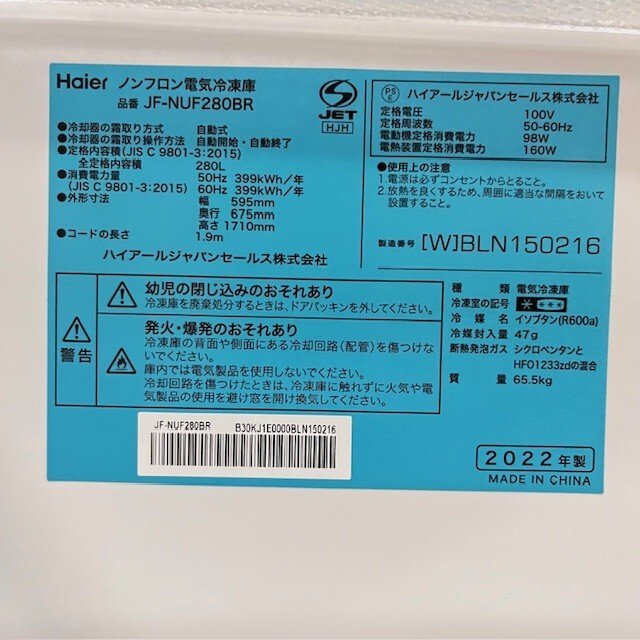 Haier ノンフロン電気冷凍庫
品番 JF-NUF280BR
JET
HJH
●冷却器の霜取り方式 自動式
●冷却器の霜取り操作方法 自動開始・自動終了
●定格内容積(JIS C 9801-3:2015)
全定格内容積 280L
●消費電力量 50Hz 399kWh/年
(JIS C 9801-3:2015) 60Hz 399kWh/年
●外形寸法 幅 595mm
奥行 675mm
高さ 1710mm
●コードの長さ 1.9m
ハイアールジャパンセールス株式会社
PS
E
ハイアールジャパンセールス株式会社
定格電圧 100V
定格周波数 50-60Hz
電動機定格消費電力 98W
電熱装置定格消費電力 160W
●使用上の注意
1.電源は必ずコンセントからとること。
2.放熱を良くするため、周囲に適当な間隔をおいて
設置すること。
製造番号 [W]BLN150216
警告
幼児の閉じ込みのおそれあり
冷凍庫を廃棄処分するときは、ドアパッキンを外してください。
発火・爆発のおそれあり
冷凍庫の背面や側面にある冷却回路(配管)を傷つけな
いでください。
庫内では電気製品を使用しないでください。
冷却回路を傷つけたときは、冷凍庫に触れずに火気や電
気製品の使用を避け窓を開け換気してください。
種類 電気冷凍庫
冷凍室の記号 * ***
冷媒 イソブタン(R600a)
冷媒封入量 47g
断熱発泡ガス シクロペンタンと
HFO1233zdの混合
質量 65.5kg
JF-NUF280BR B30KJ1E0000BLN150216
2022年製
MADE IN CHINA